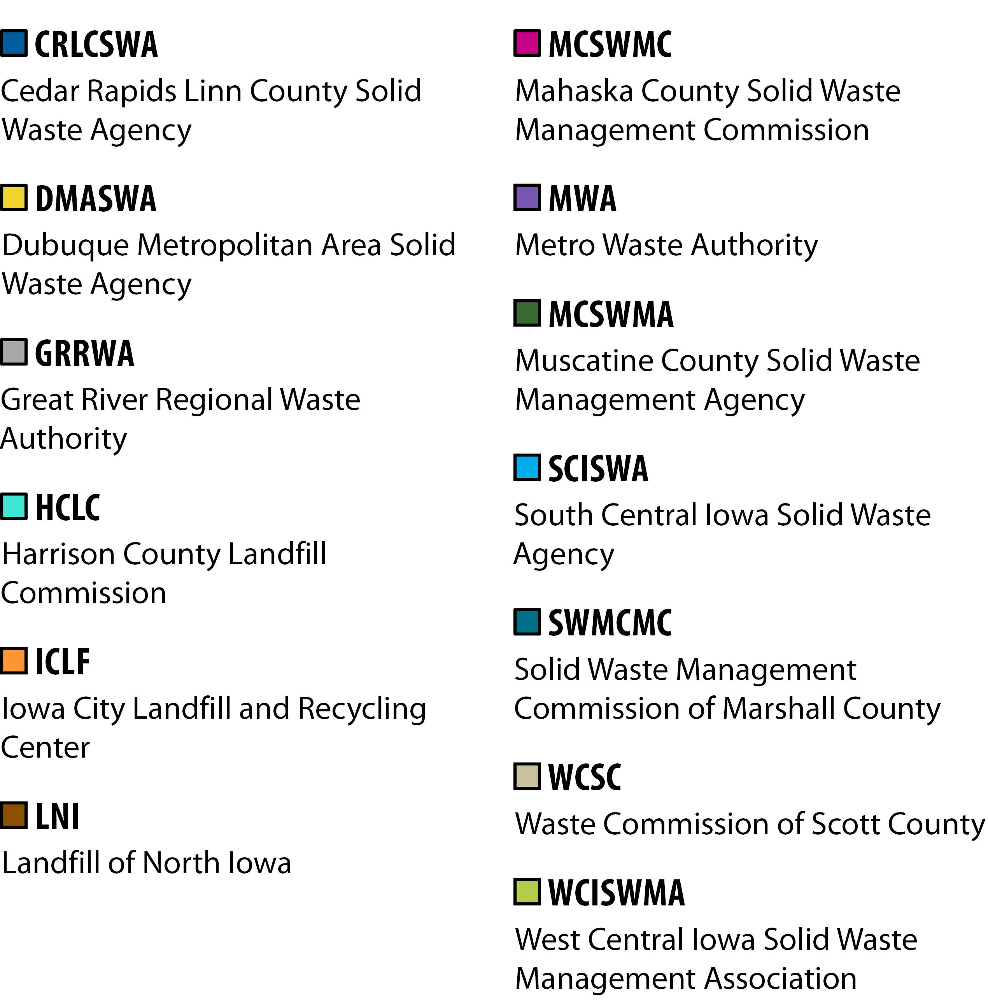 CRLCSWA
Cedar Rapids Linn County Solid
Waste Agency
DMASWA
Dubuque Metropolitan Area Solid
Waste Agency
GRRWA
Great River Regional Waste
Authority
HCLC
Harrison County Landfill
Commission
ICLF
Iowa City Landfill and Recycling
Center
LNI
Landfill of North Iowa
MCSWMC
Mahaska County Solid Waste
Management Commission
MWA
Metro Waste Authority
MCSWMA
Muscatine County Solid Waste
Management Agency
SCISWA
South Central Iowa Solid Waste
Agency
SWMCMC
Solid Waste Management
Commission of Marshall County
WCSC
Waste Commission of Scott County
WCISWMA
West Central Iowa Solid Waste
Management Association